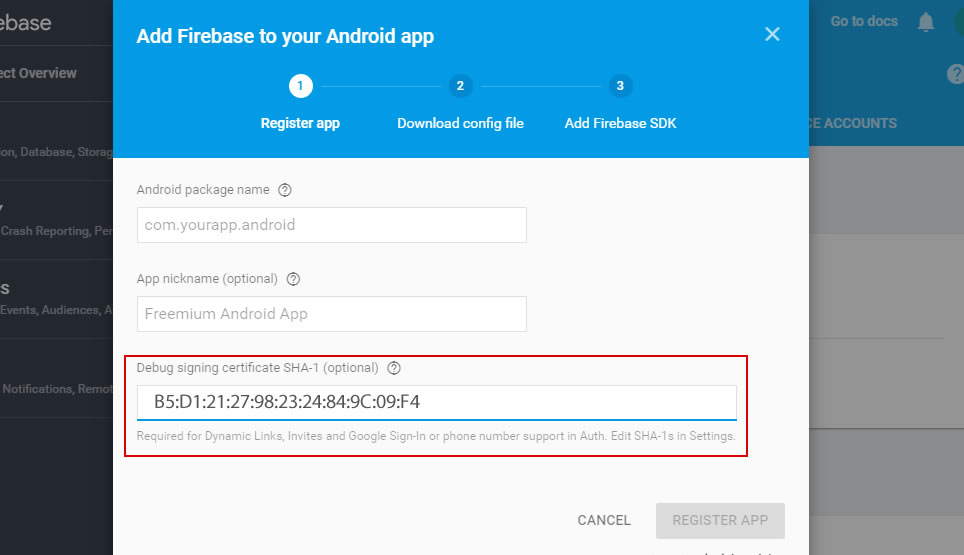 ebase
Add Firebase to your Android app
Go to docs
ect Overview
1
2
3
Register app
Download config file
Add Firebase SDK
CE ACCOUNTS
ion, Database, Storag
Android package name
com.yourapp.android
Crash Reporting, Per
App nickname (optional)
S
Events, Audiences, A
Freemium Android App
Debug signing certificate SHA-1 (optional)
Notifications, Remot
B5:D1:21:27:98:23:24:84:9C:09:F4
Required for Dynamic Links, Invites and Google Sign-In or phone number support in Auth. Edit SHA-1s in Settings.
CANCEL
REGISTER APP